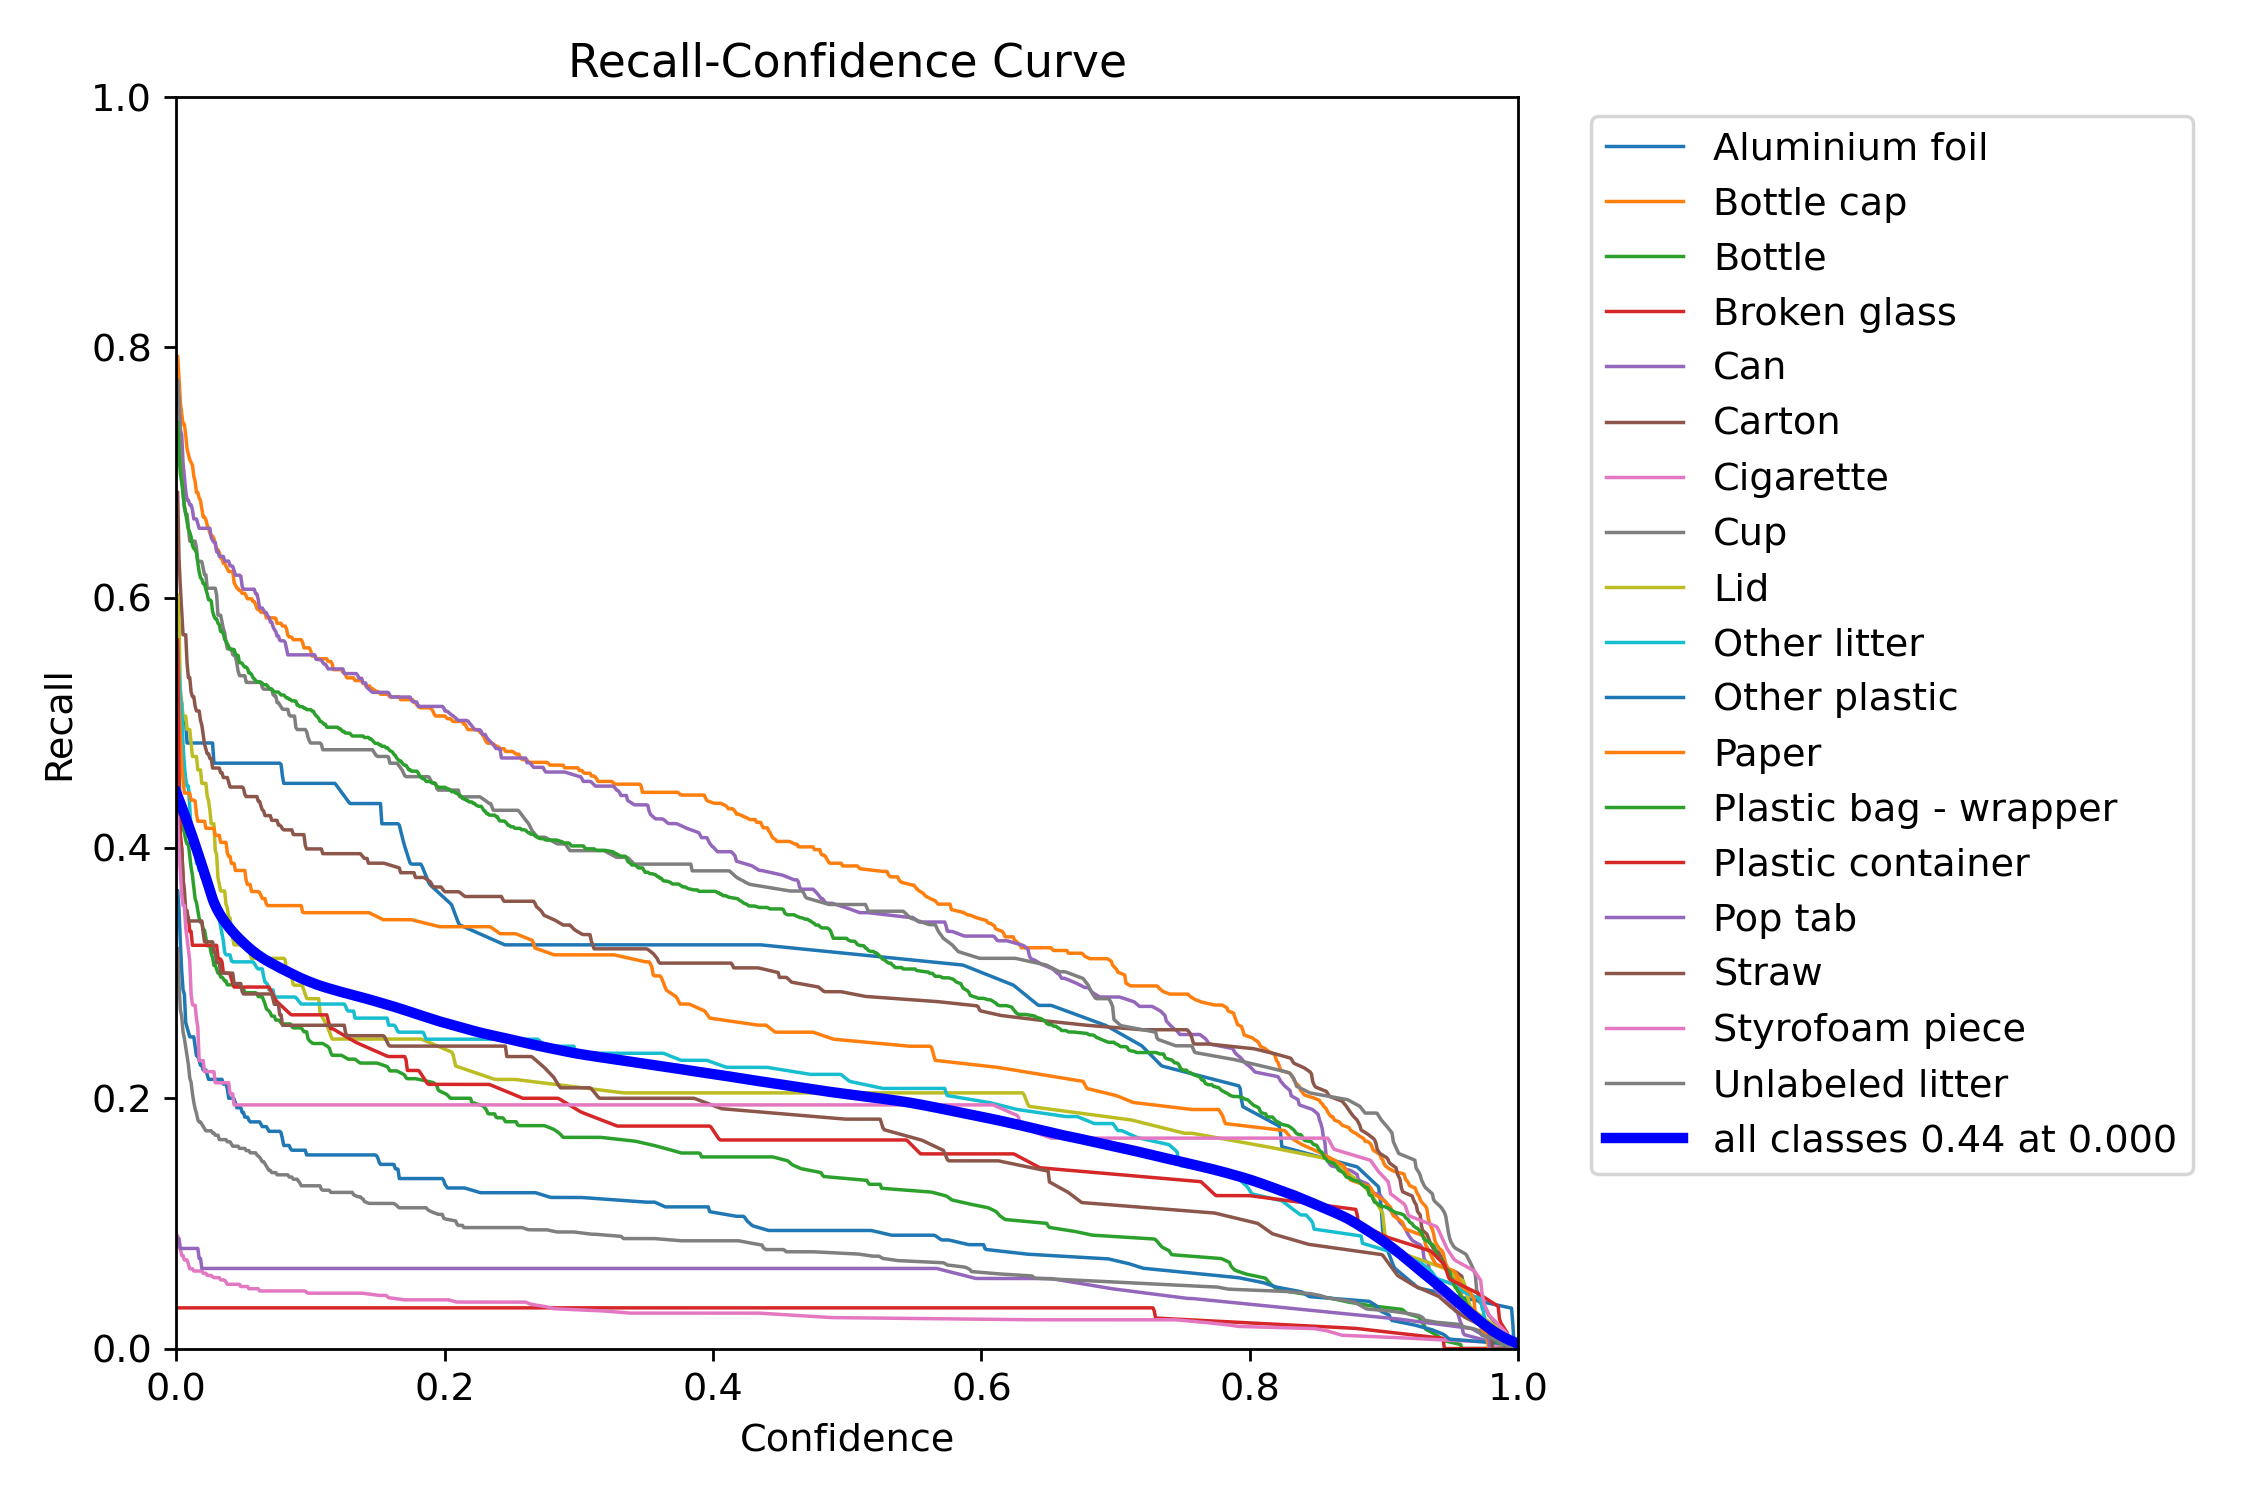 Recall-Confidence Curve
1.0
0.8
0.6
0.4
0.2
0.0
Recall
0.0 0.2 0.4 0.6 0.8 1.0
Confidence
Aluminium foil
Bottle cap
Bottle
Broken glass
Can
Carton
Cigarette
Cup
Lid
Other litter
Other plastic
Paper
Plastic bag - wrapper
Plastic container
Pop tab
Straw
Styrofoam piece
Unlabeled litter
all classes 0.44 at 0.000